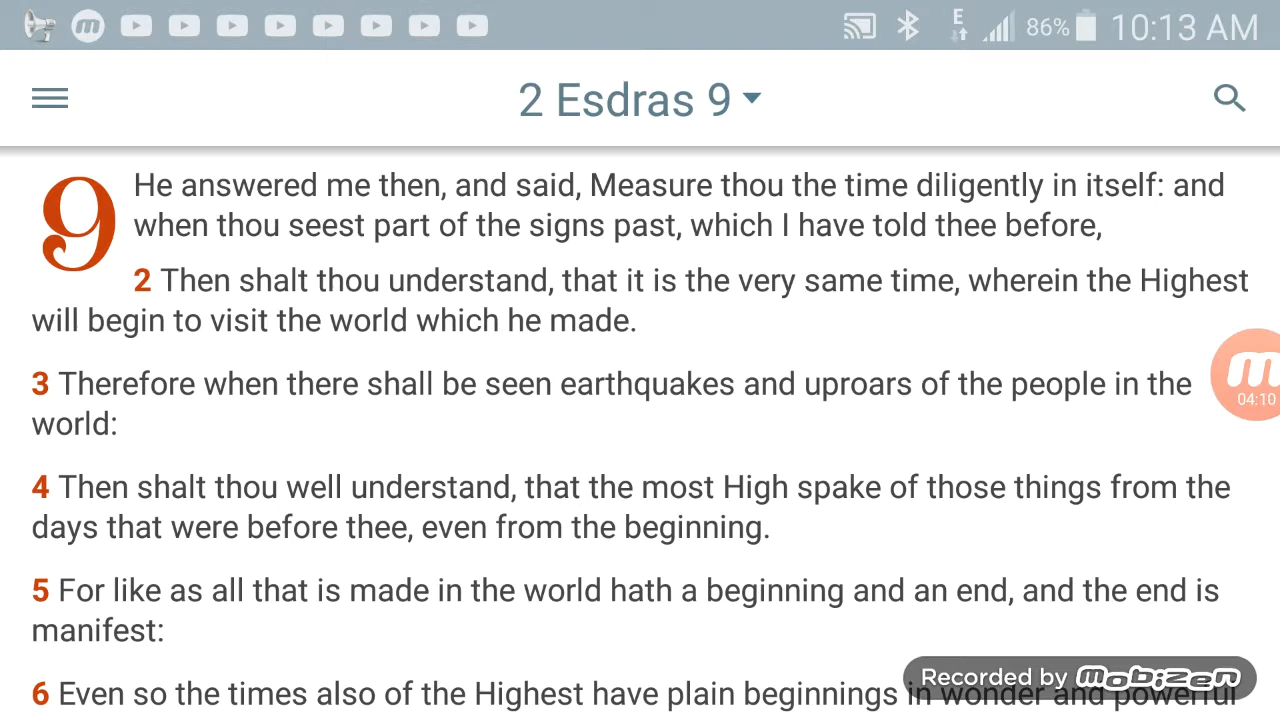 E
86%
10:13 AM
2 Esdras 9
9 He answered me then, and said, Measure thou the time diligently in itself: and
when thou seest part of the signs past, which I have told thee before,
2 Then shalt thou understand, that it is the very same time, wherein the Highest
will begin to visit the world which he made.
3 Therefore when there shall be seen earthquakes and uproars of the people in the
world:
m
04:10
4 Then shalt thou well understand, that the most High spake of those things from the
days that were before thee, even from the beginning.
5 For like as all that is made in the world hath a beginning and an end, and the end is
manifest:
6 Even so the times also of the Highest have plain beginnings in wonder and powerful
Recorded by mobizen